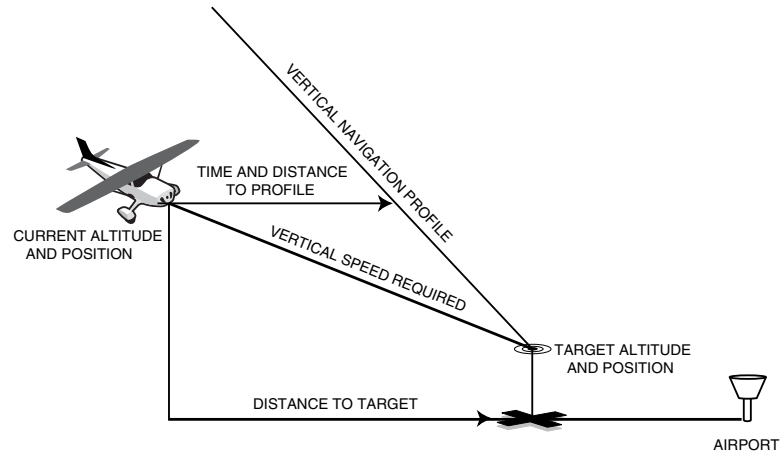 VERTICAL NAVIGATION PROFILE
TIME AND DISTANCE
TO PROFILE
CURRENT ALTITUDE
AND POSITION
VERTICAL SPEED REQUIRED
TARGET ALTITUDE
AND POSITION
DISTANCE TO TARGET
AIRPORT